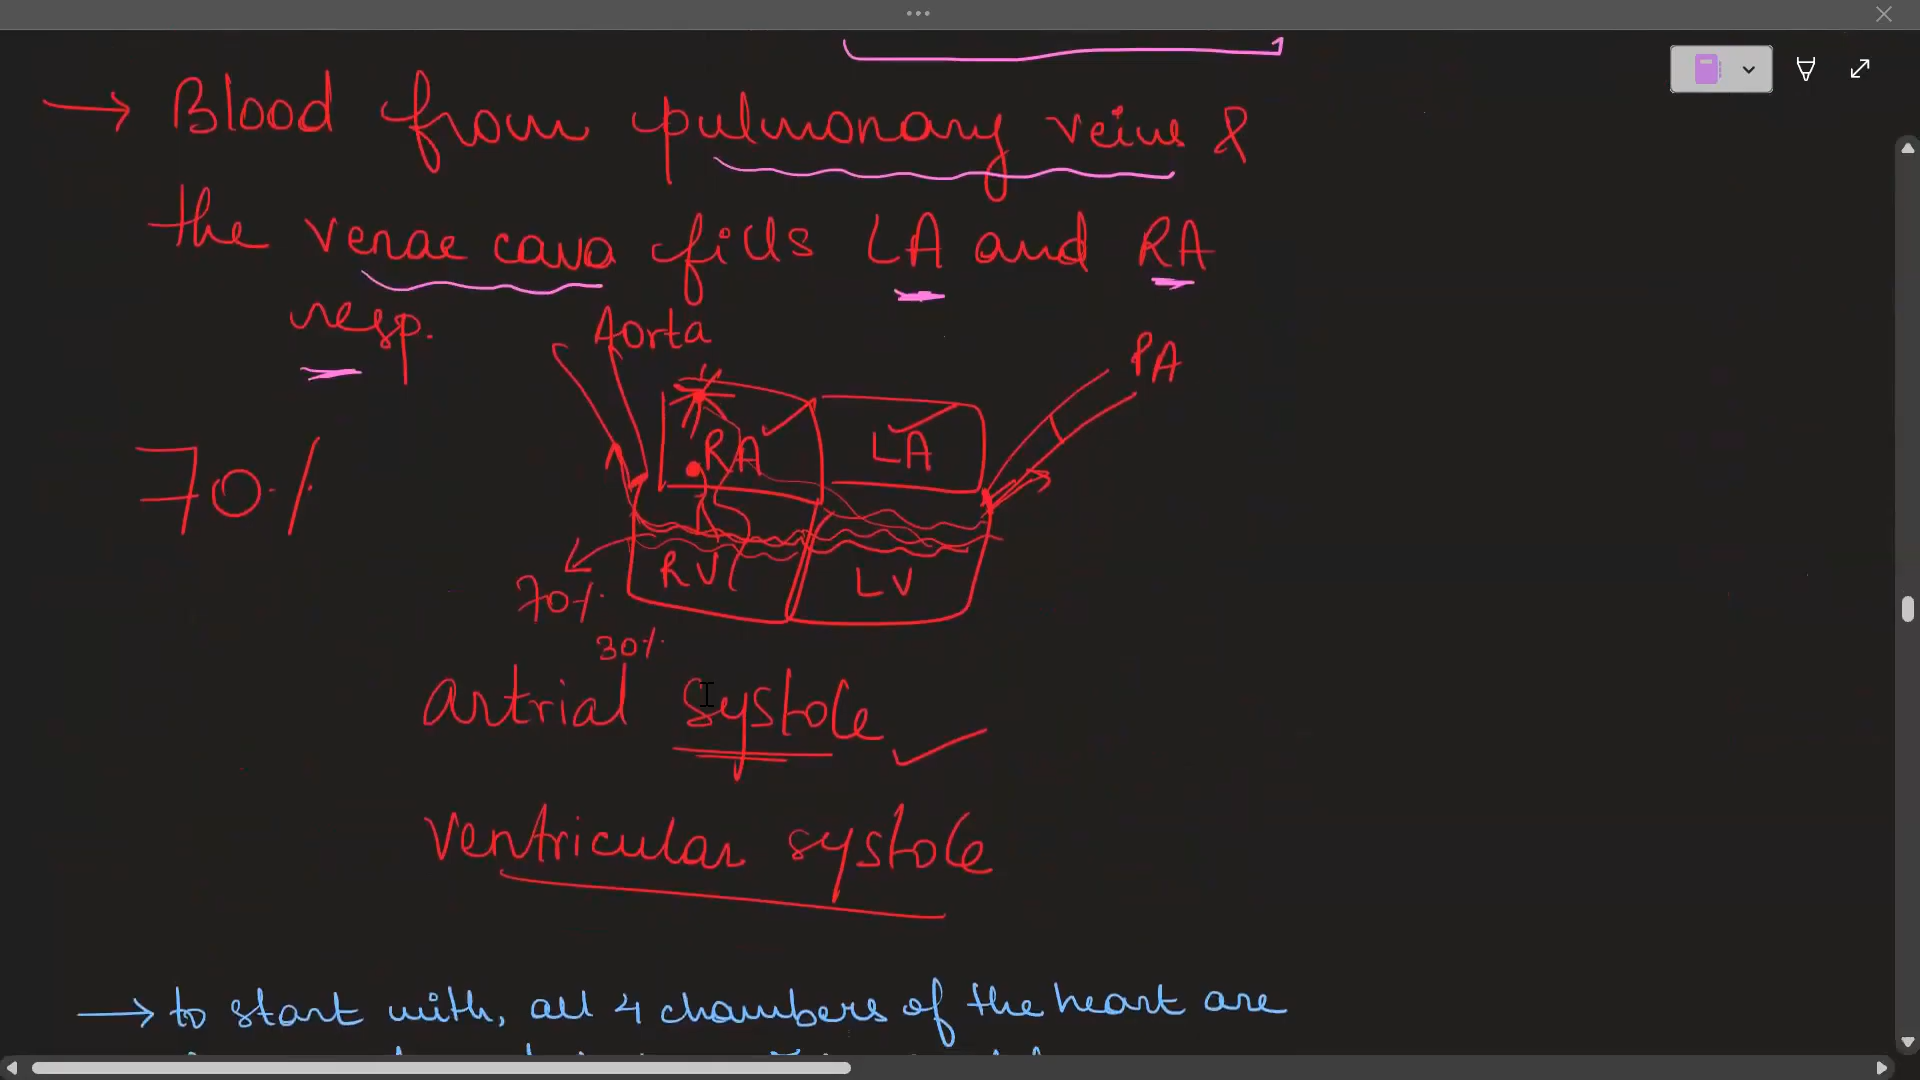 → Blood from pulmonary veins &
the venae cava fills LA and RA
resp.
Aorta
PA
RA
LA
70%
RV
LV
70%
30%
artrial systole ✓
ventricular systole
→ to start with, all 4 chambers of the heart are